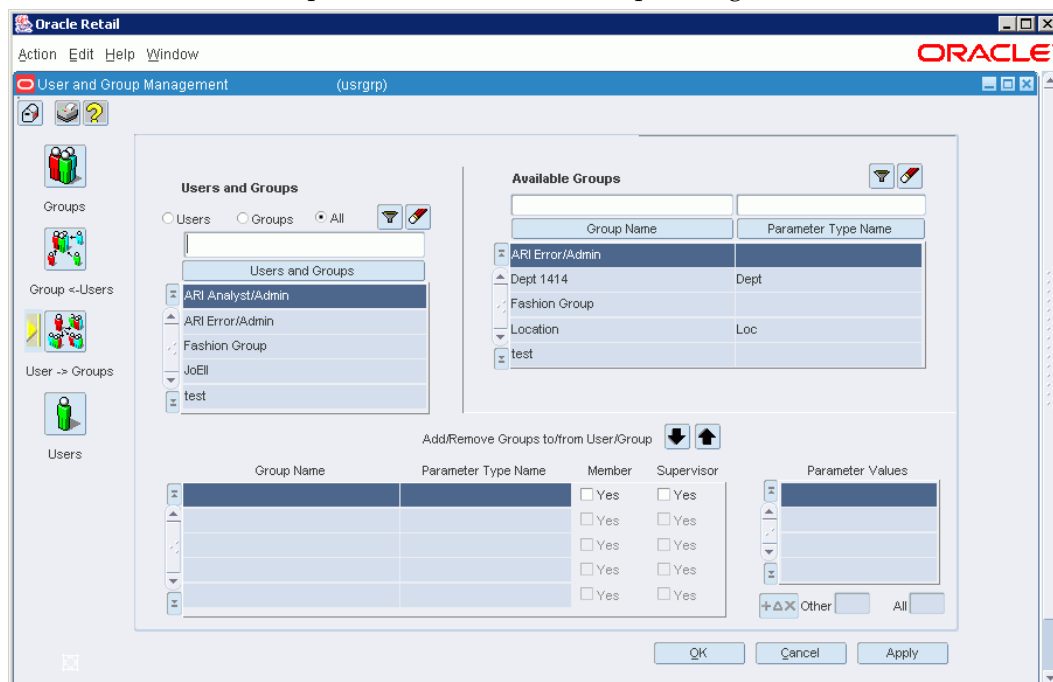 Oracle Retail
Action Edit Help Window
ORACLE
User and Group Management (usrgrp)
Groups
Group <-Users
User -> Groups
Users
Users and Groups
Users Groups All
Users and Groups
ARI Analyst/Admin
ARI Error/Admin
Fashion Group
JoEll
test
Available Groups
Group Name Parameter Type Name
ARI Error/Admin
Dept 1414 Dept
Fashion Group
Location Loc
test
Add/Remove Groups to/from User/Group
Group Name Parameter Type Name Member Supervisor
Yes Yes
Yes Yes
Yes Yes
Yes Yes
Yes Yes
Parameter Values
Other All
OK Cancel Apply